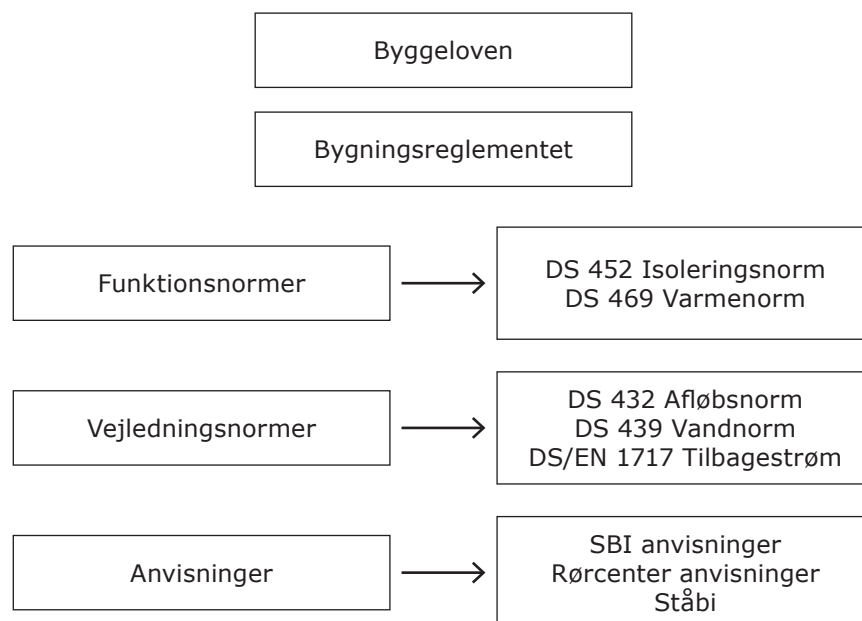 Byggeloven
Bygningsreglementet
Funktionsnormer
DS 452 Isoleringsnorm
DS 469 Varmenorm
Vejledningsnormer
DS 432 Afløbsnorm
DS 439 Vandnorm
DS/EN 1717 Tilbagestrøm
Anvisninger
SBI anvisninger
Rørcenter anvisninger
Ståbi